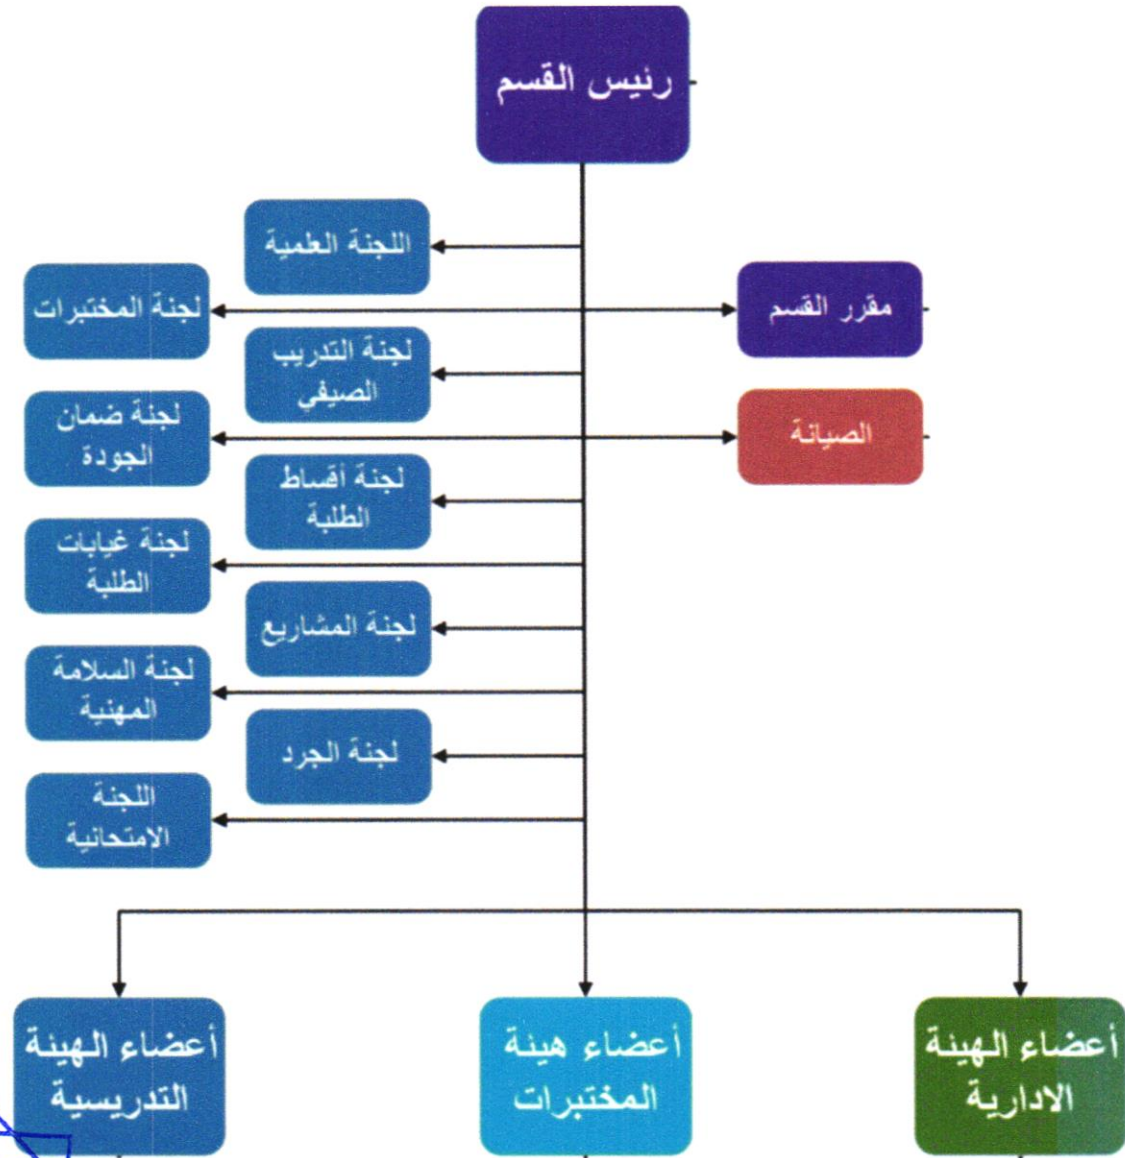 رئيس القسم
اللجنة العلمية
مقرر القسم
لجنة المختبرات
لجنة التدريب
الصيفي
الصيانة
لجنة ضمان
الجودة
لجنة أقساط
الطلبة
لجنة غيابات
الطلبة
لجنة المشاريع
لجنة السلامة
المهنية
لجنة الجرد
اللجنة
الامتحانية
أعضاء الهيئة
الادارية
أعضاء هيئة
المختبرات
أعضاء الهيئة
التدريسية